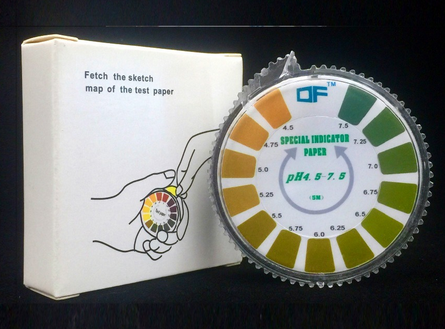 Fetch the sketch
map of the test paper
QF™
4.5
7.5
SPECIAL INDICATOR
PAPER
4.75
7.25
pH4.5-7.5
5.0
7.0
(5M)
5.25
6.75
5.5
6.5
5.75
6.0
6.25